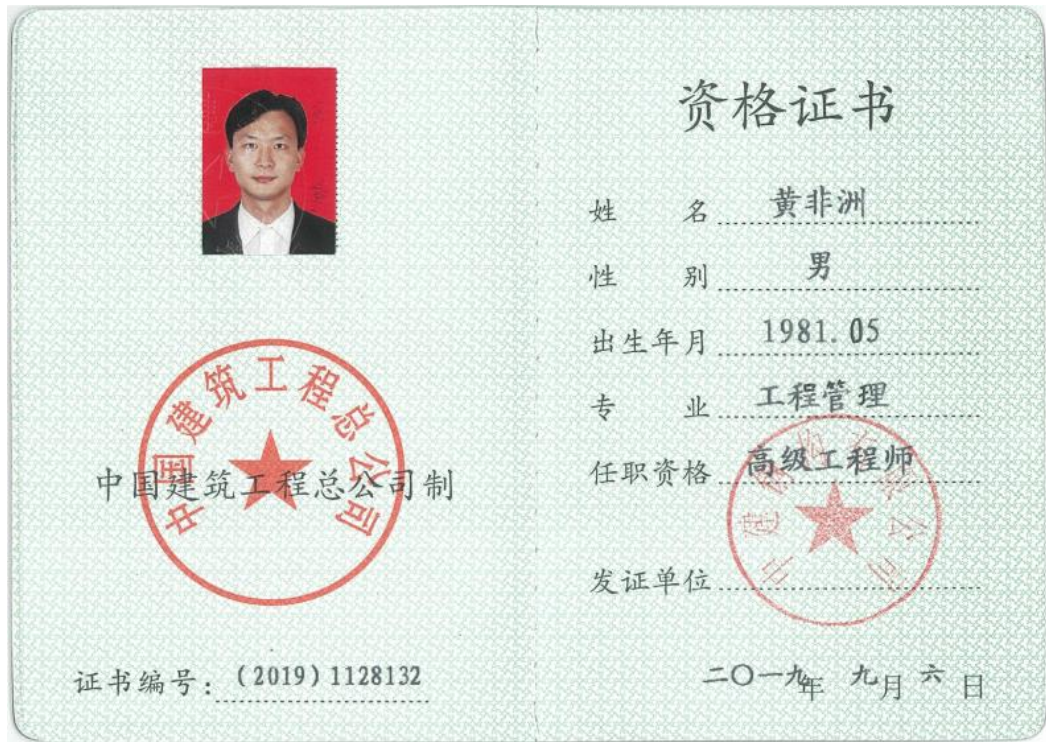 中国建筑工程总公司
中国建筑工程总公司制
证书编号：(2019)1128132
资格证书
姓 名 黄非洲
性 别 男
出生年月 1981.05
专 业 工程管理
任职资格 高级工程师
发证单位
二〇一九年 九月 六 日